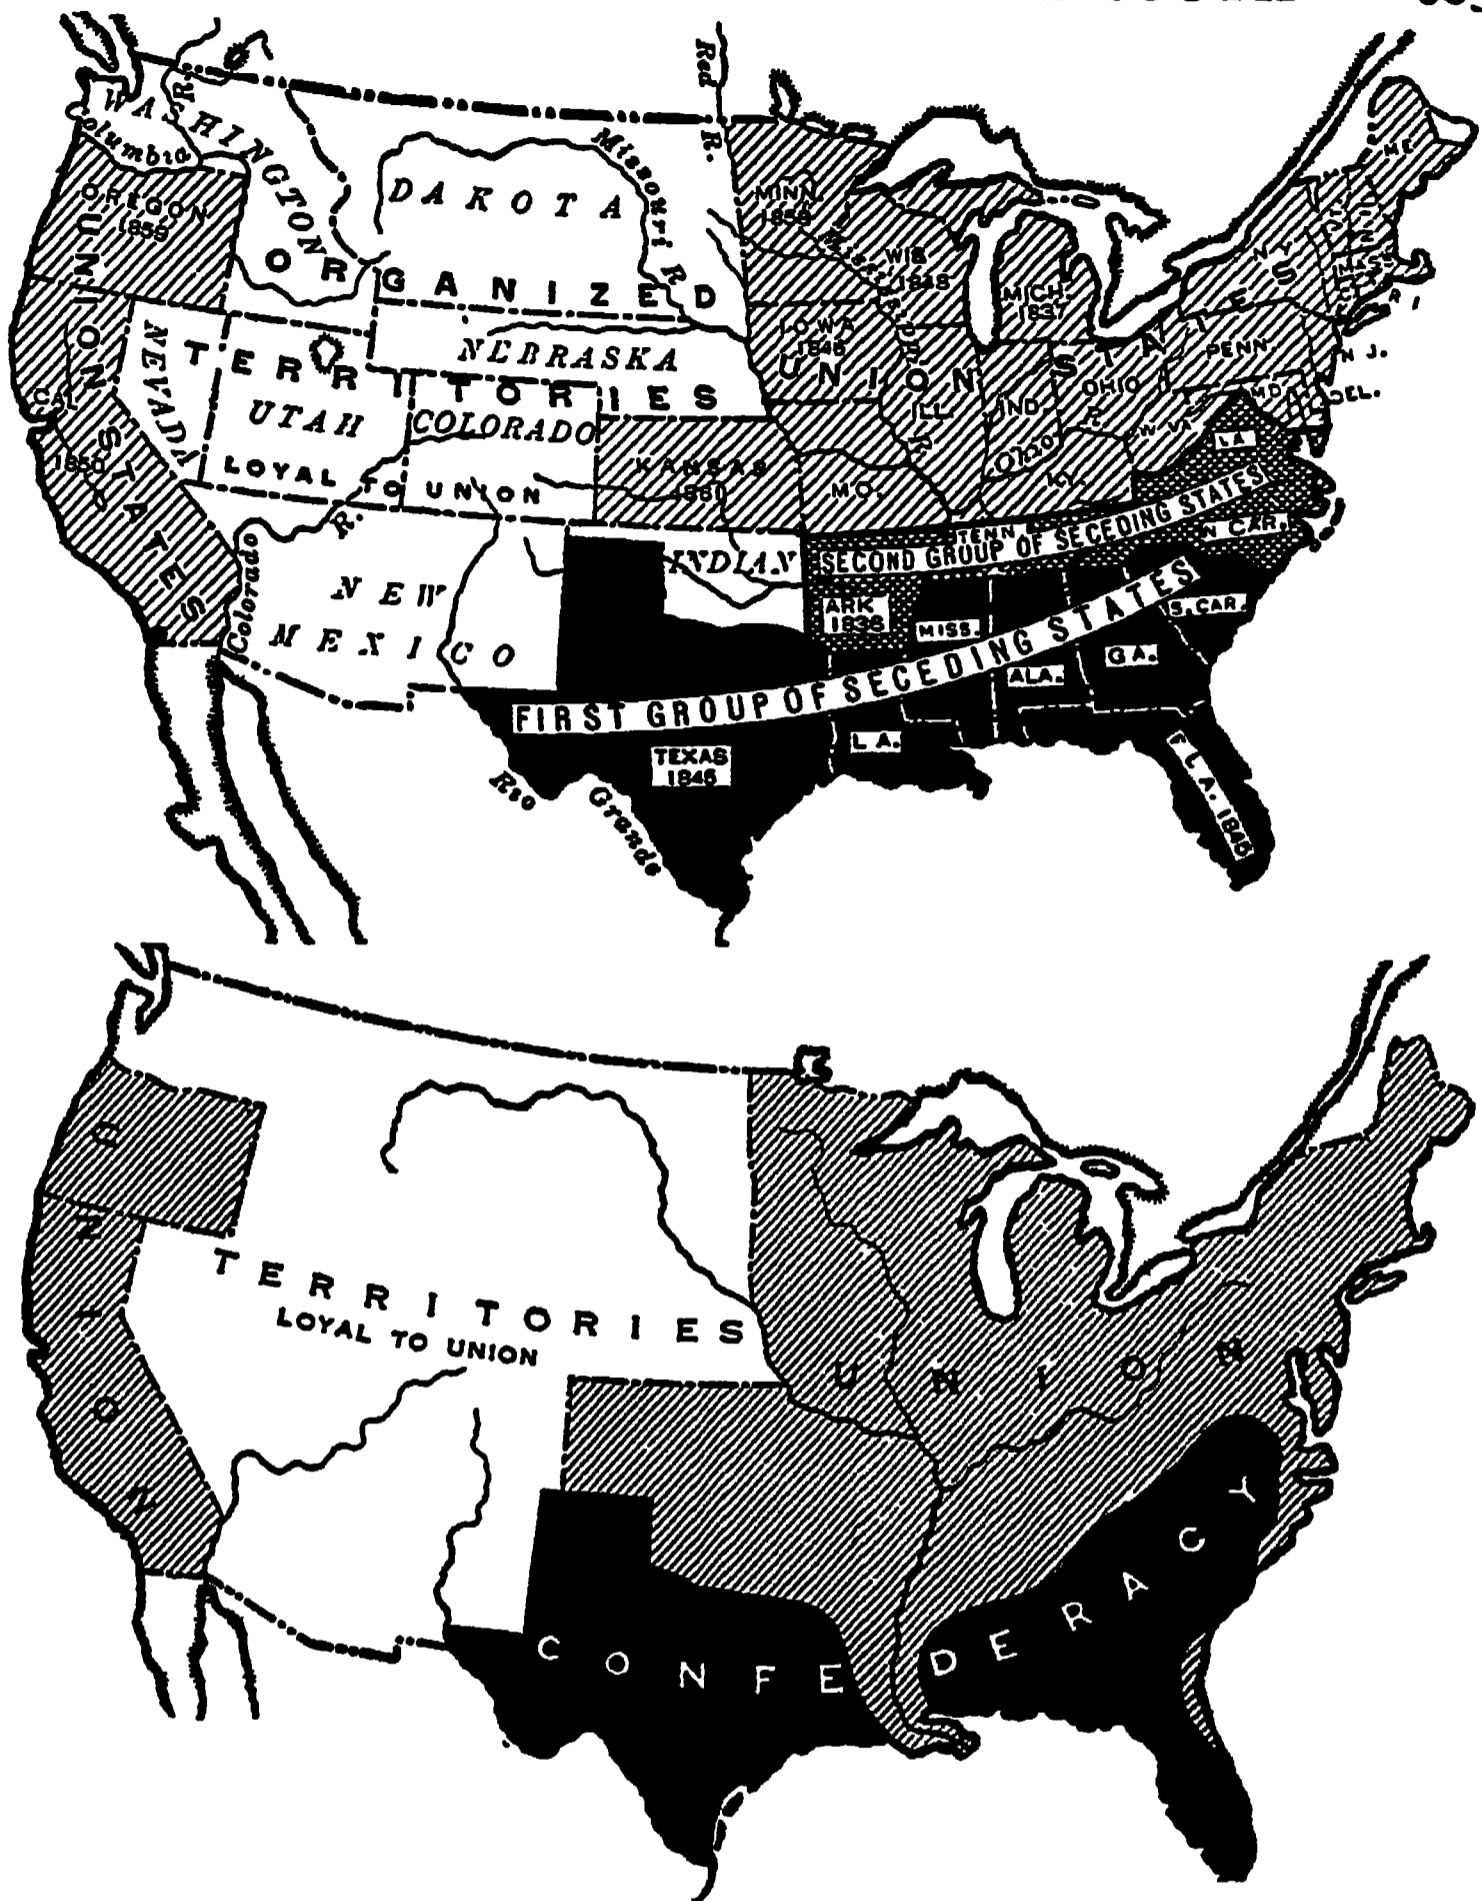 Red R.
WASHINGTON
R.
Columbia
Missouri R.
DAKOTA
OREGON
1859
MINN
1858
ME.
N.Y.
MASS
R I
WIS
1848
MICH.
1837
ORGANIZED
UNION STATES
IOWA
1846
NEBRASKA
NEVADA
TERRITORIES
UTAH
COLORADO
UNION STATES
PENN.
N J.
OHIO
ILL.
IND.
MD.
DEL.
W VA
LA
CAL
1850
LOYAL TO UNION
KANSAS
1861
MO.
Ohio R
KY.
R.
TENN
N CAR.
SECOND GROUP OF SECEDING STATES
INDIAN
Colorado
NEW
MEXICO
ARK
1836
MISS.
S. CAR.
GA.
ALA.
FIRST GROUP OF SECEDING STATES
LA.
TEXAS
1845
FLA. 1845
Rio Grande
UNION
TERRITORIES
LOYAL TO UNION
UNION
CONFEDERACY